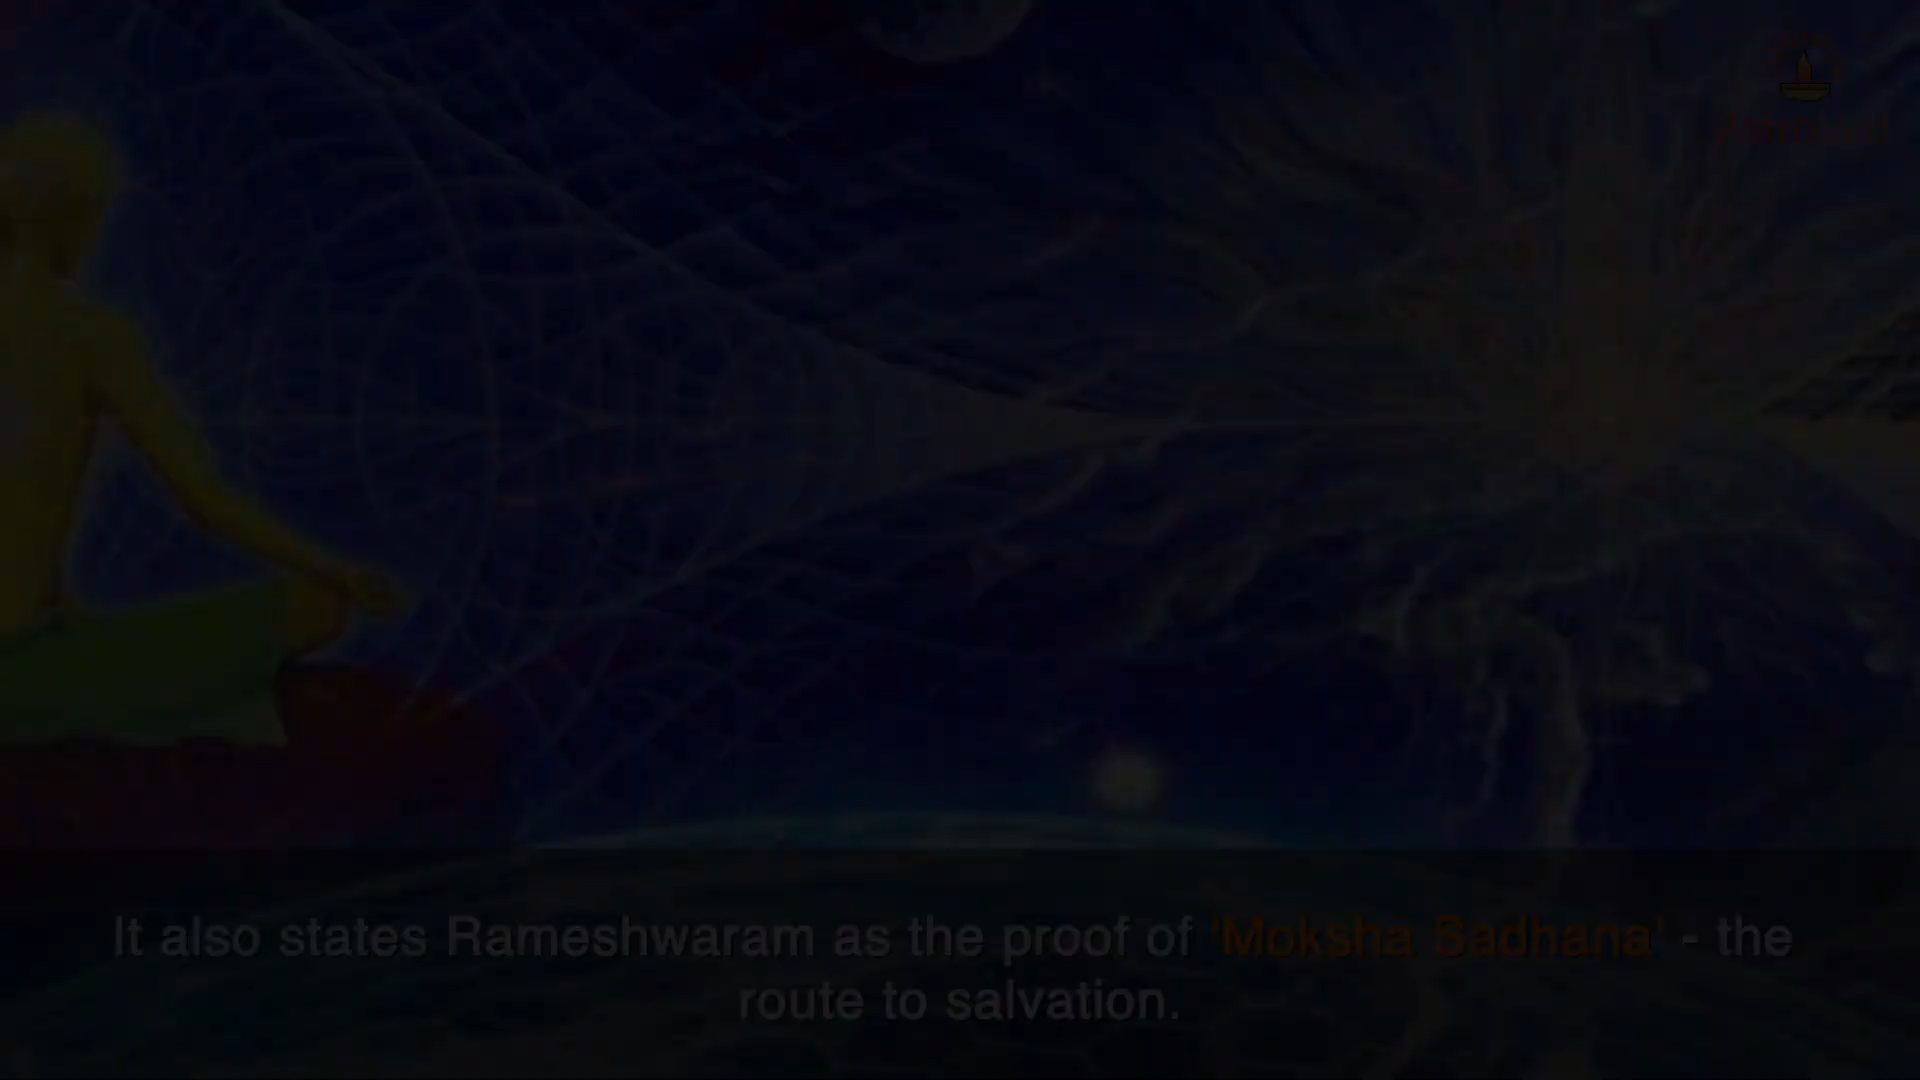 It also states Rameshwaram as the proof of 'Moksha Sadhana' - the
route to salvation.